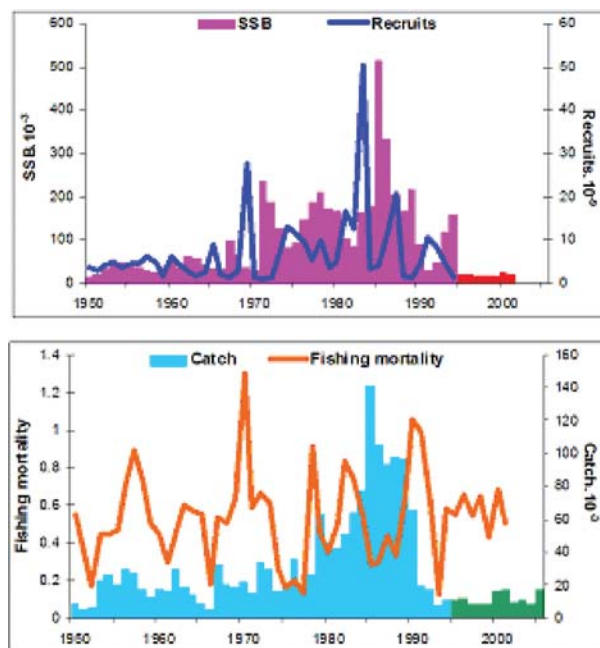 SSB Recruits
600 60
500 50
400 40
300 30
200 20
100 10
0 0
1950 1960 1970 1980 1990 2000
SSB.10⁻³
Recruits. 10⁻⁶
Catch Fishing mortality
1.4 160
1.2 140
1 120
0.8 100
0.6 80
0.4 60
0.2 40
0 20
0
1950 1960 1970 1980 1990 2000
Fishing mortality
Catch. 10⁻³